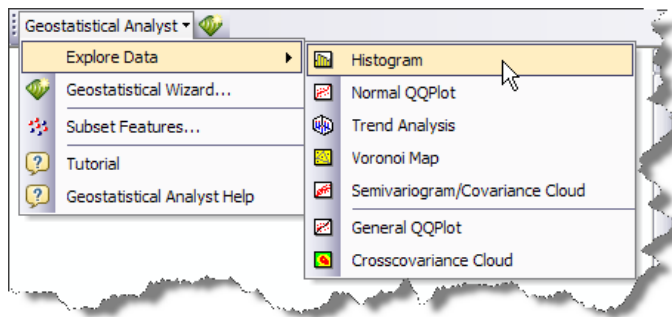 Geostatistical Analyst
Explore Data
Geostatistical Wizard...
Subset Features...
Tutorial
Geostatistical Analyst Help
Histogram
Normal QQPlot
Trend Analysis
Voronoi Map
Semivariogram/Covariance Cloud
General QQPlot
Crosscovariance Cloud